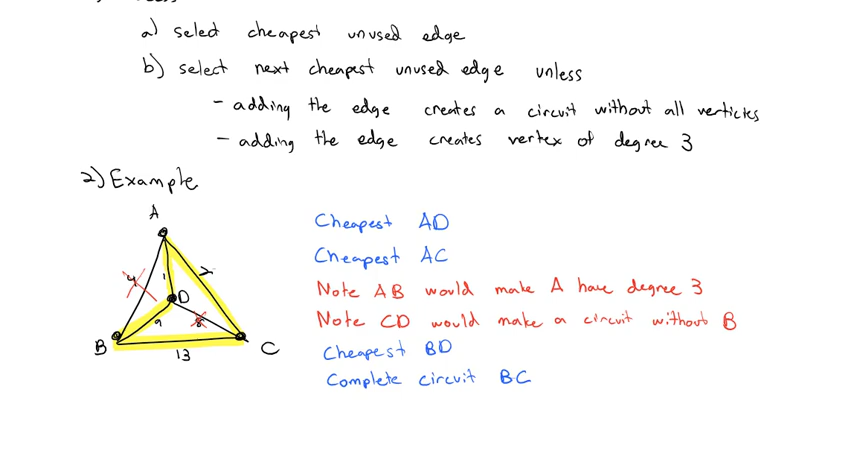 a) select cheapest unused edge
b) select next cheapest unused edge unless
- adding the edge creates a circuit without all verticies
- adding the edge creates vertex of degree 3
2) Example
A
Cheapest AD
Cheapest AC
4 1 2
Note AB would make A have degree 3
D
Note CD would make a circuit without B
9 8
B C
Cheapest BD
13
Complete circuit BC